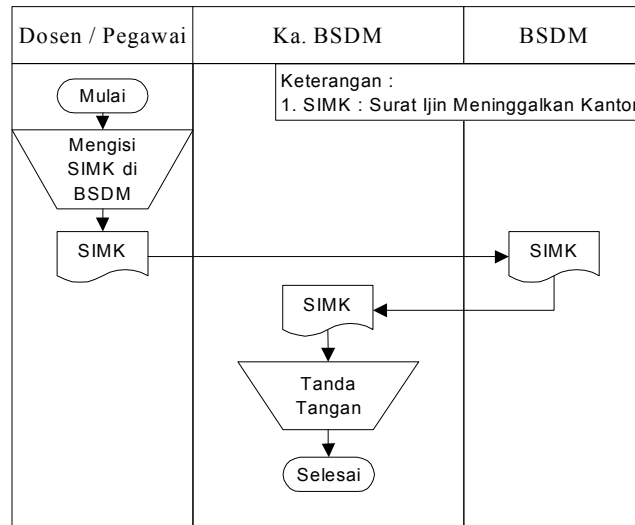 Dosen / Pegawai
Ka. BSDM
BSDM
Keterangan :
1. SIMK : Surat Ijin Meninggalkan Kantor
Mulai
Mengisi
SIMK di
BSDM
SIMK
SIMK
SIMK
Tanda
Tangan
Selesai